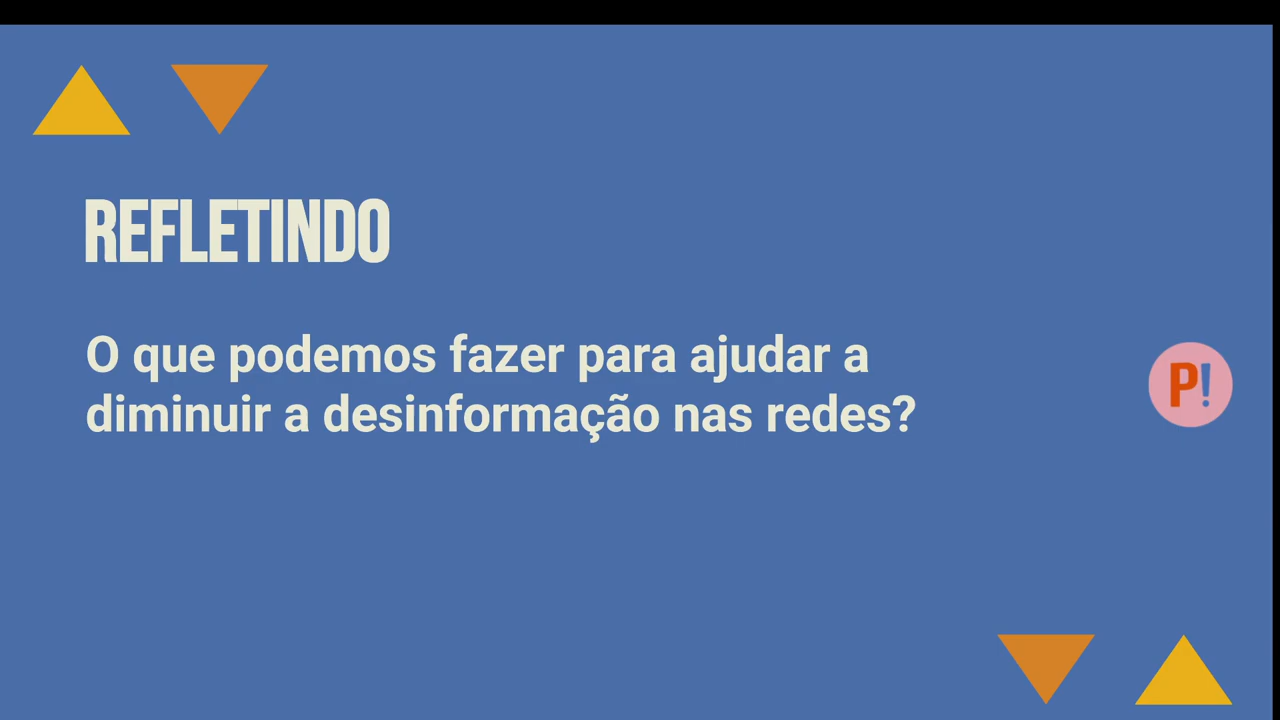 REFLETINDO
O que podemos fazer para ajudar a
diminuir a desinformação nas redes?
P!